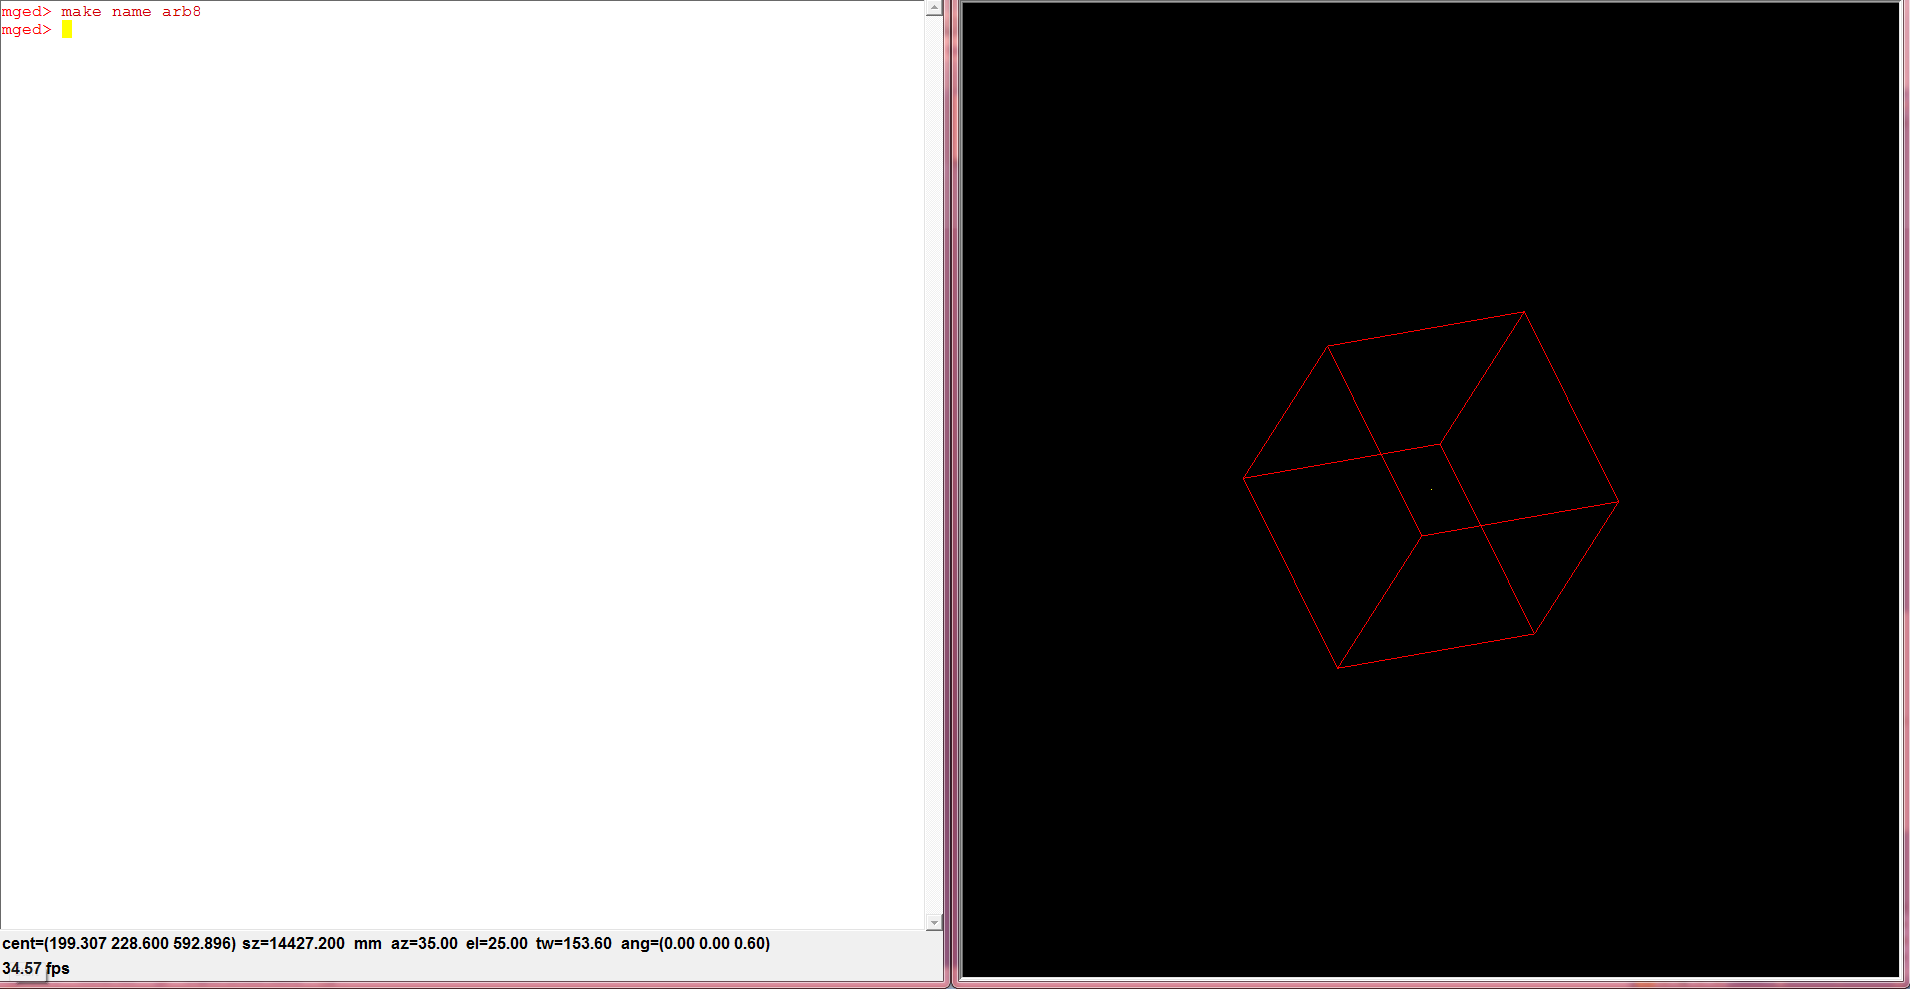 mged> make name arb8
mged>
cent=(199.307 228.600 592.896) sz=14427.200 mm az=35.00 el=25.00 tw=153.60 ang=(0.00 0.00 0.60)
34.57 fps